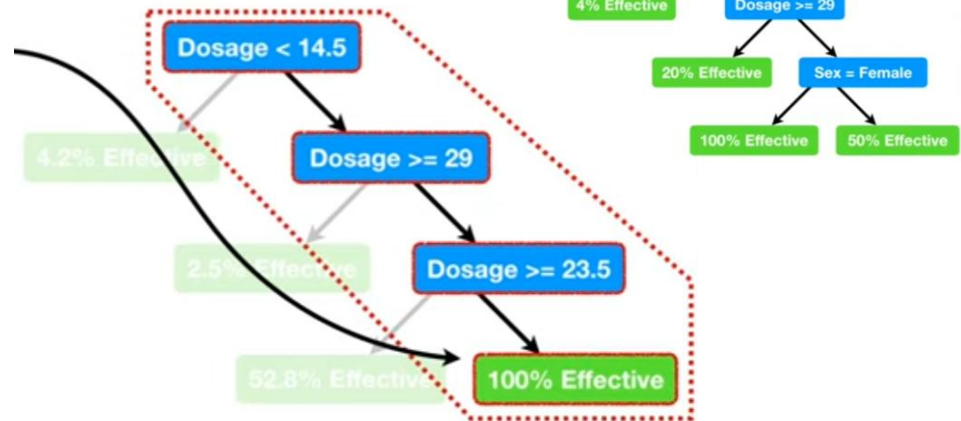 4% Effective
Dosage >= 29
20% Effective
Sex = Female
100% Effective
50% Effective
Dosage < 14.5
4.2% Effective
Dosage >= 29
2.5% Effective
Dosage >= 23.5
52.8% Effective
100% Effective